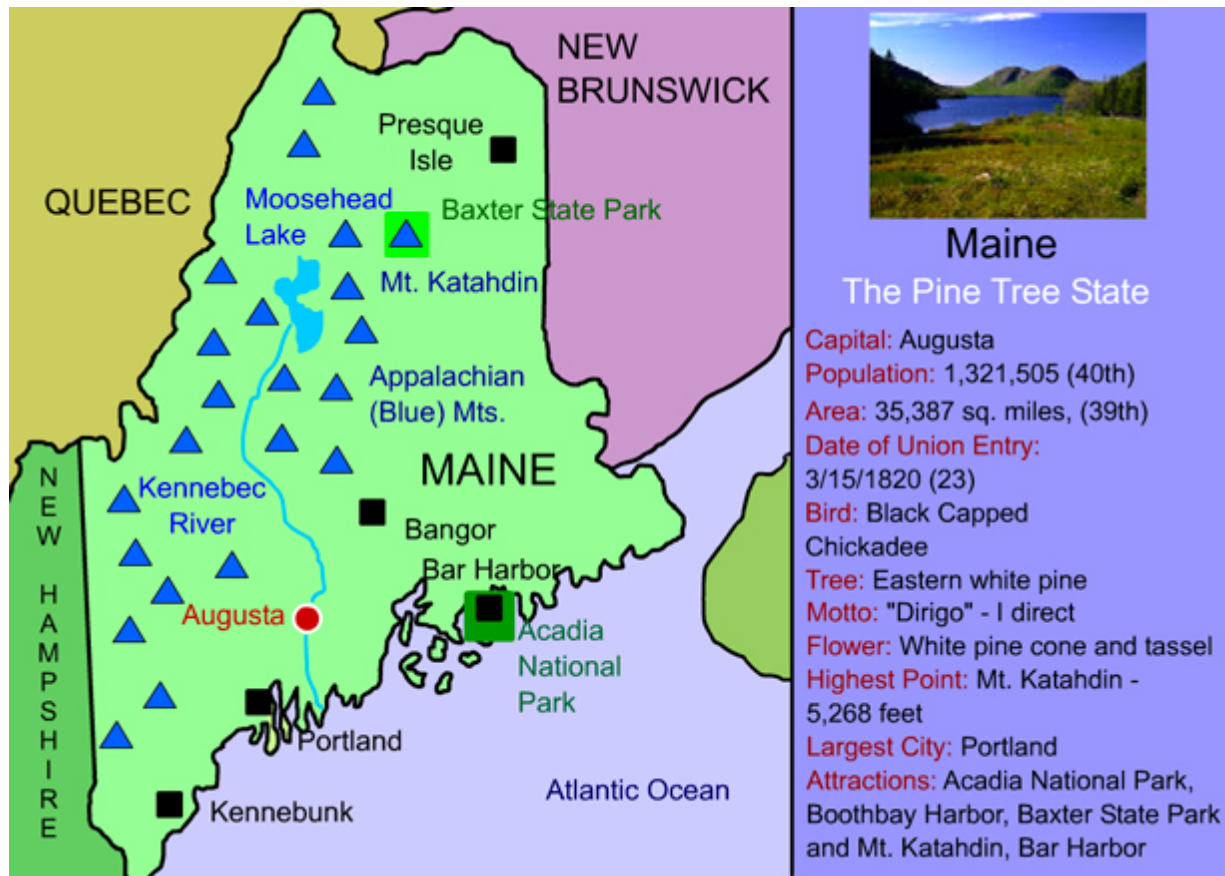 NEW
BRUNSWICK
Presque
Isle
QUEBEC
Moosehead
Lake
Baxter State Park
Mt. Katahdin
Appalachian
(Blue) Mts.
MAINE
Kennebec
River
Bangor
Bar Harbor
Augusta
Acadia
National
Park
Portland
Kennebunk
Atlantic Ocean
NEW HAMPSHIRE
Maine
The Pine Tree State
Capital: Augusta
Population: 1,321,505 (40th)
Area: 35,387 sq. miles, (39th)
Date of Union Entry:
3/15/1820 (23)
Bird: Black Capped
Chickadee
Tree: Eastern white pine
Motto: "Dirigo" - I direct
Flower: White pine cone and tassel
Highest Point: Mt. Katahdin -
5,268 feet
Largest City: Portland
Attractions: Acadia National Park,
Boothbay Harbor, Baxter State Park
and Mt. Katahdin, Bar Harbor